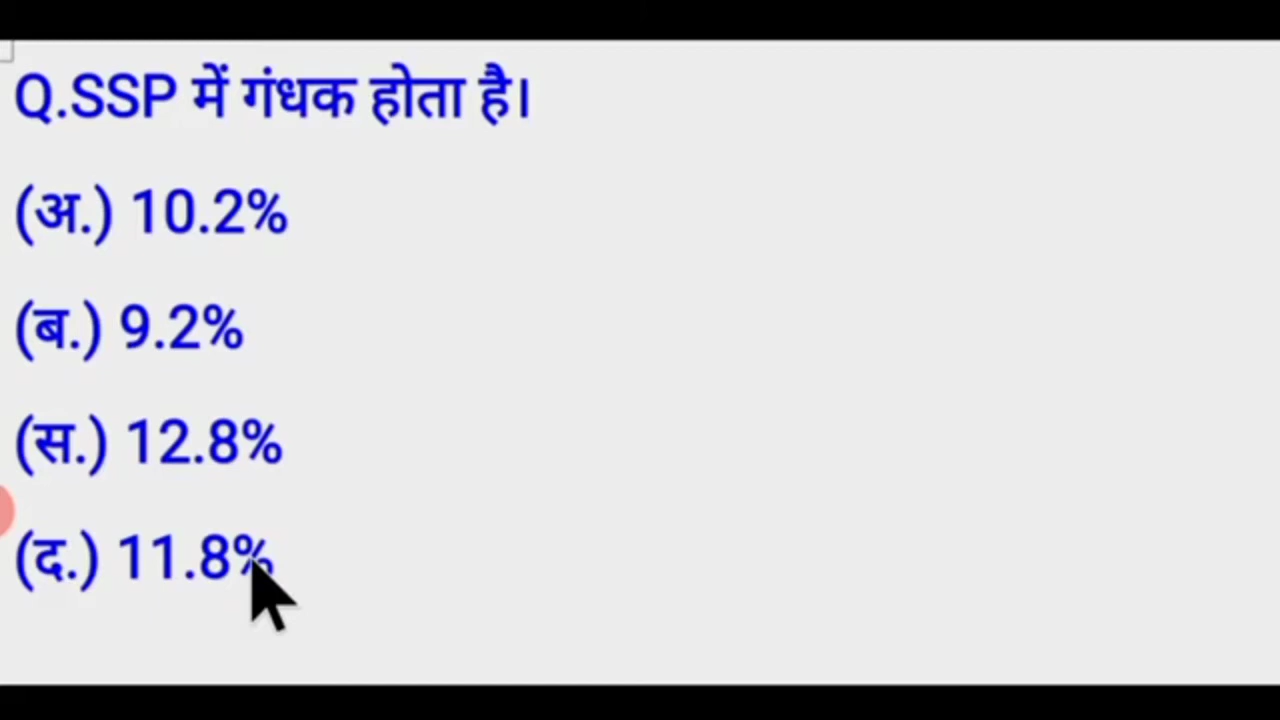 Q.SSP में गंधक होता है।
(अ.) 10.2%
(ब.) 9.2%
(स.) 12.8%
(द.) 11.8%